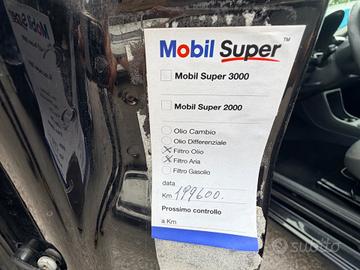 Mobil Super™
Mobil Super 3000
Mobil Super 2000
Olio Cambio
Olio Differenziale
Filtro Olio
Filtro Aria
Filtro Gasolio
data
Km 199600.
Prossimo controllo
a Km
subito